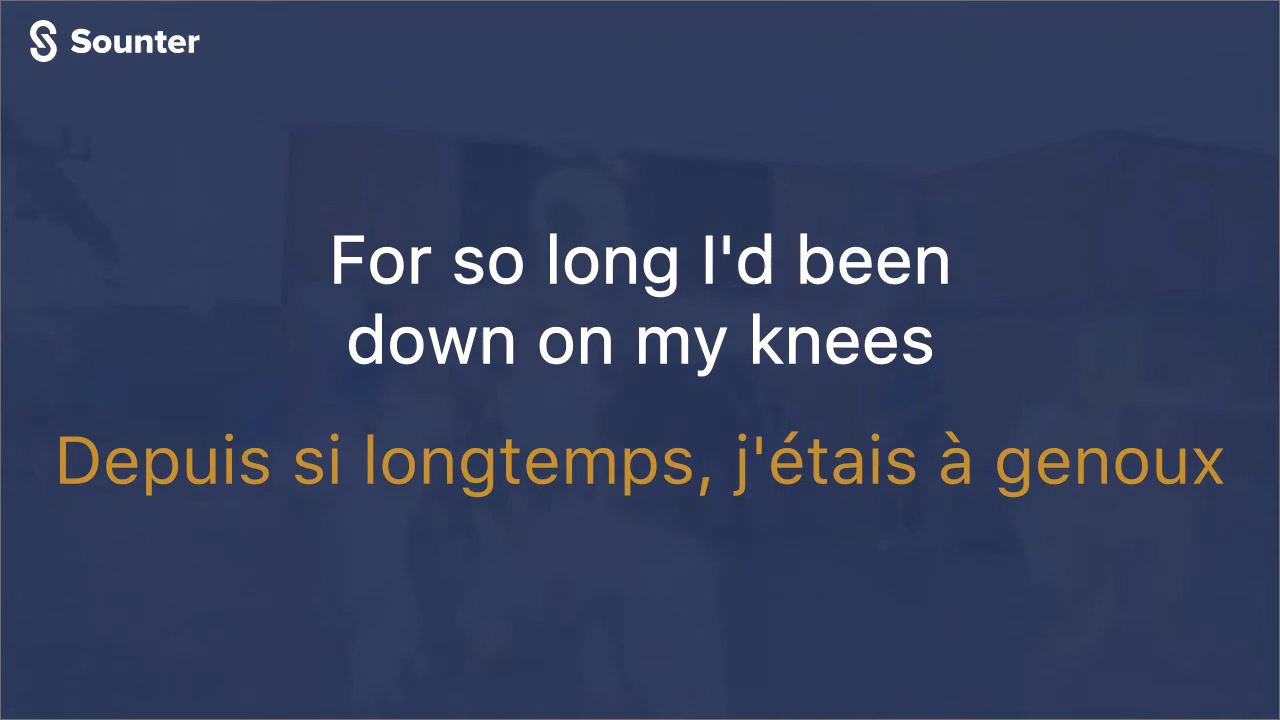 Sounter
For so long I'd been
down on my knees
Depuis si longtemps, j'étais à genoux